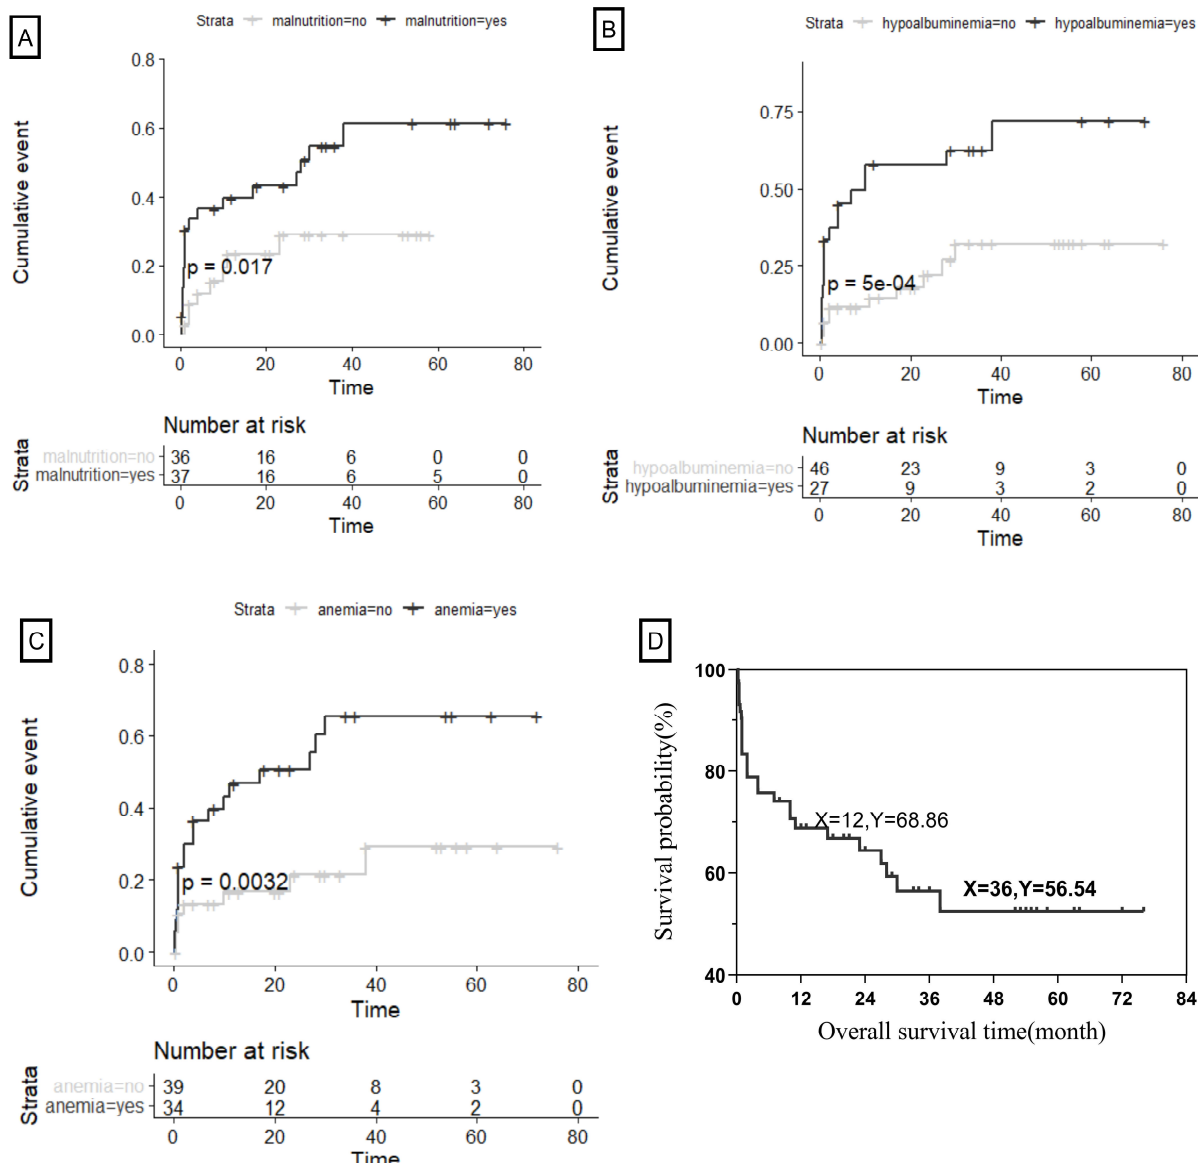 A
Strata malnutrition=no malnutrition=yes
0.8
0.6
0.4
0.2
0.0
Cumulative event
p = 0.017
0 20 40 60 80
Time
Number at risk
Strata
malnutrition=no 36 16 6 0 0
malnutrition=yes 37 16 6 5 0
0 20 40 60 80
Time
B
Strata hypoalbuminemia=no hypoalbuminemia=yes
0.75
0.50
0.25
0.00
Cumulative event
p = 5e-04
0 20 40 60 80
Time
Number at risk
Strata
hypoalbuminemia=no 46 23 9 3 0
hypoalbuminemia=yes 27 9 3 2 0
0 20 40 60 80
Time
C
Strata anemia=no anemia=yes
0.8
0.6
0.4
0.2
0.0
Cumulative event
p = 0.0032
0 20 40 60 80
Time
Number at risk
Strata
anemia=no 39 20 8 3 0
anemia=yes 34 12 4 2 0
0 20 40 60 80
Time
D
100
80
60
40
Survival probability(%)
X=12,Y=68.86
X=36,Y=56.54
0 12 24 36 48 60 72 84
Overall survival time(month)